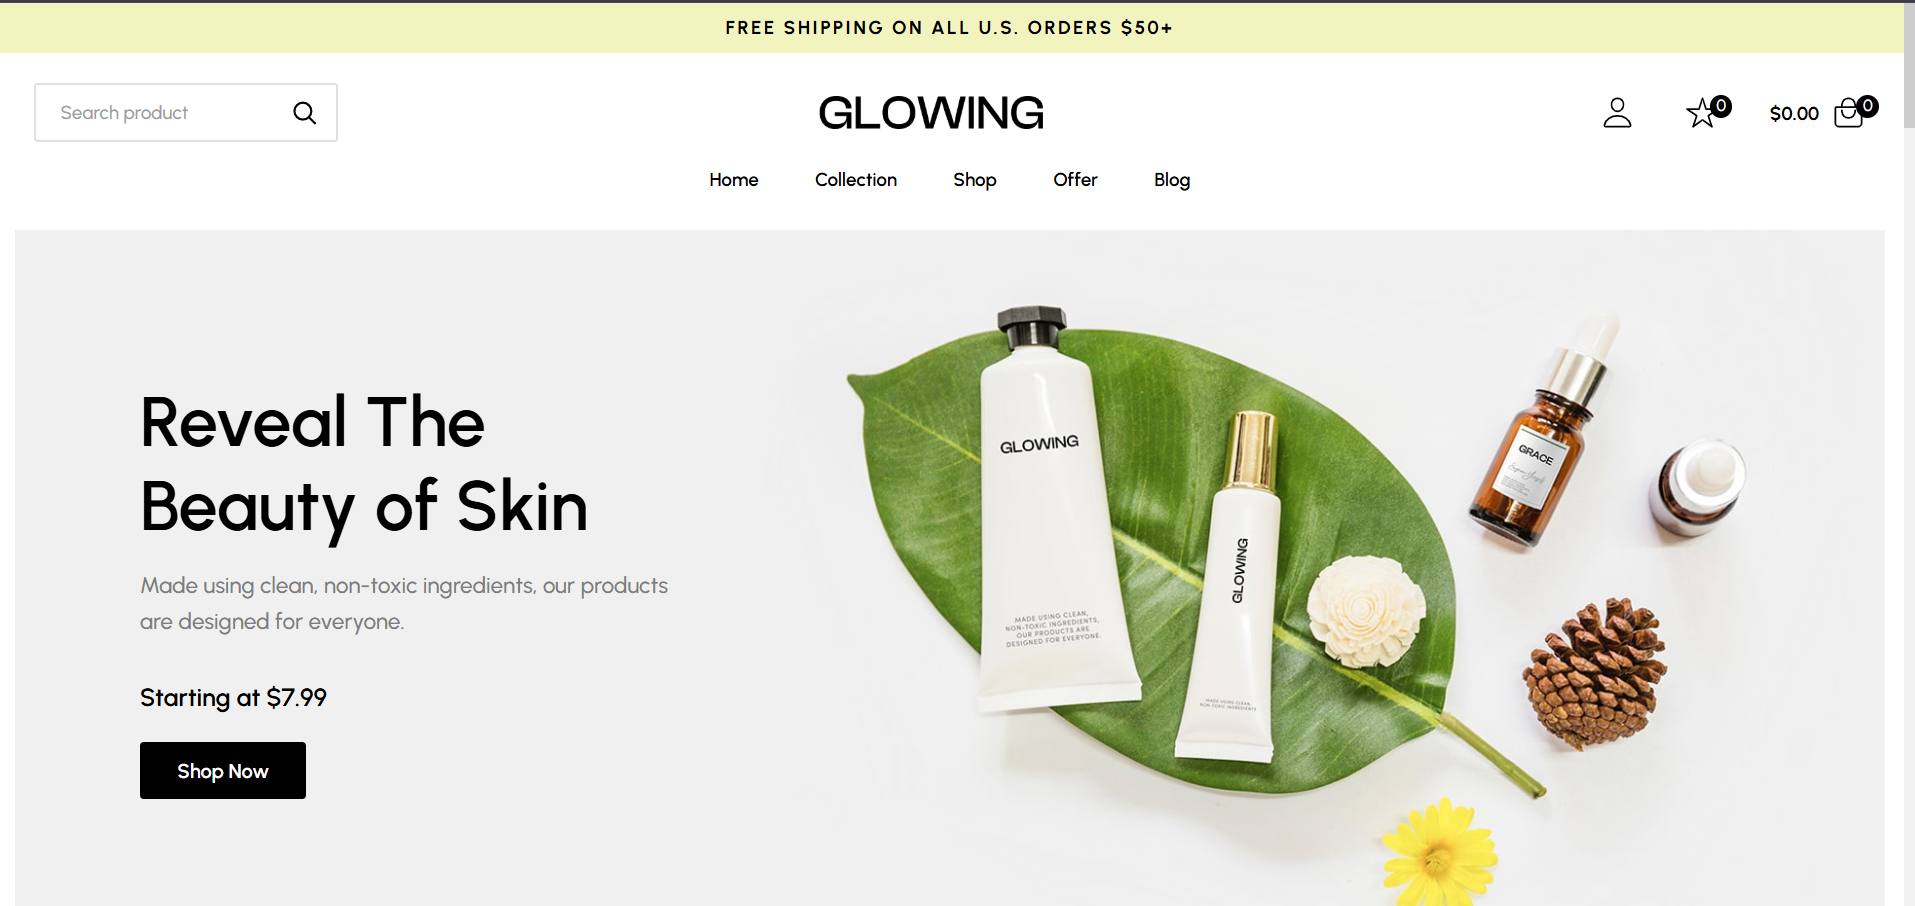 FREE SHIPPING ON ALL U.S. ORDERS $50+
Search product
GLOWING
0
$0.00
0
Home
Collection
Shop
Offer
Blog
Reveal The
Beauty of Skin
Made using clean, non-toxic ingredients, our products
are designed for everyone.
Starting at $7.99
Shop Now
GLOWING
MADE USING CLEAN,
NON-TOXIC INGREDIENTS,
OUR PRODUCTS ARE
DESIGNED FOR EVERYONE.
GLOWING
MADE USING CLEAN,
NON-TOXIC INGREDIENTS
GRACE